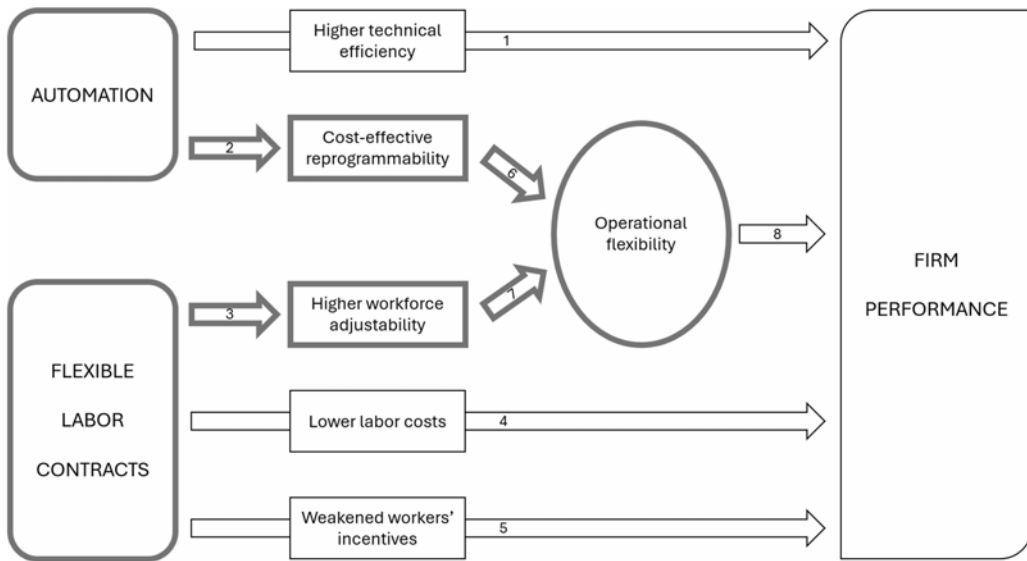 Higher technical
efficiency
1
AUTOMATION
2
Cost-effective
reprogrammability
6
Operational
flexibility
8
FIRM
PERFORMANCE
3
Higher workforce
adjustability
7
FLEXIBLE
LABOR
CONTRACTS
Lower labor costs
4
Weakened workers’
incentives
5